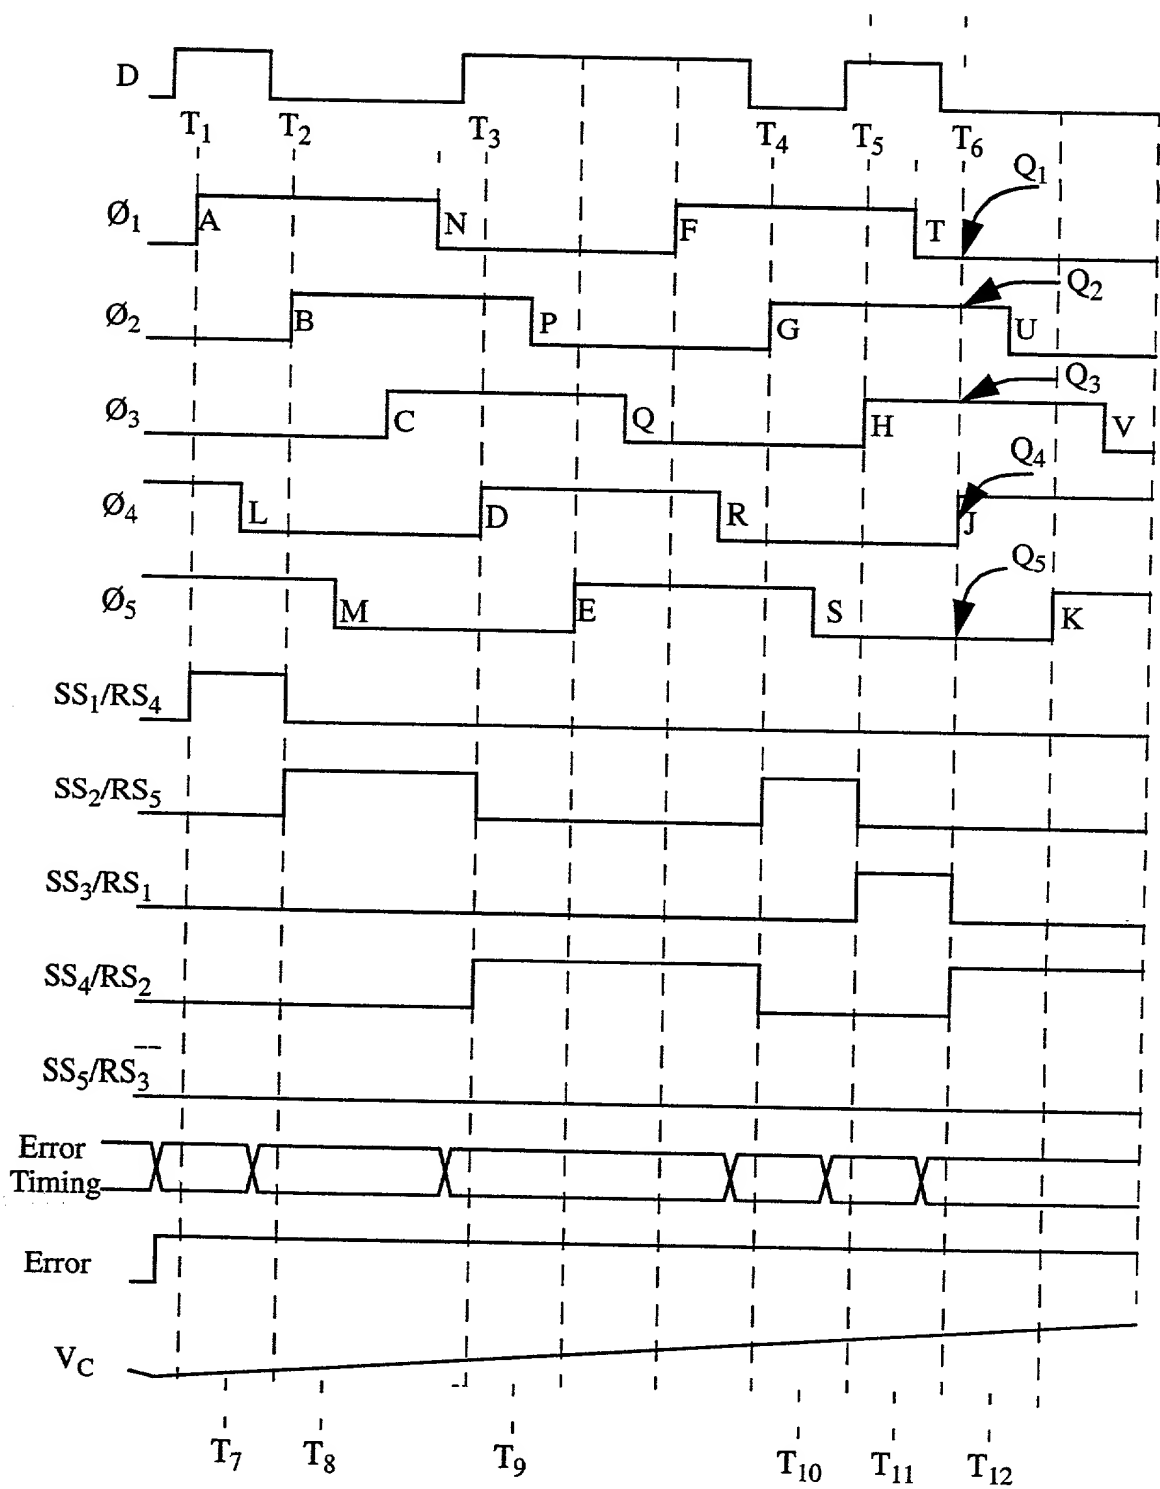 D
T1 T2 T3 T4 T5 T6
Q1
Ø1 A N F T
Q2
Ø2 B P G U
Q3
Ø3 C Q H V
Q4
Ø4 L D R J
Q5
Ø5 M E S K
SS1/RS4
SS2/RS5
SS3/RS1
SS4/RS2
SS5/RS3
Error
Timing
Error
VC
T7 T8 T9 T10 T11 T12